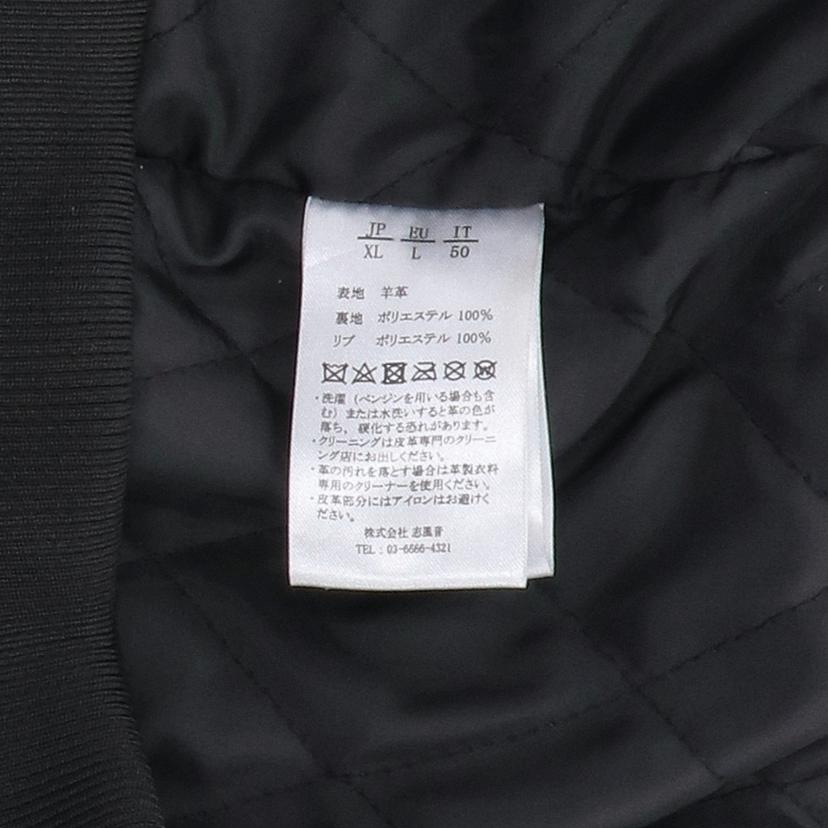 JP EU IT
XL L 50
表地 羊革
裏地 ポリエステル 100%
リブ ポリエステル 100%
・洗濯（ベンジンを用いる場合も含
む）または水洗いすると革の色が
落ち、硬化する恐れがあります。
・クリーニングは皮革専門のクリーニ
ング店にお出しください。
・革の汚れを落とす場合は革製衣料
専用のクリーナーを使用ください。
・皮革部分にはアイロンはお避けく
ださい。
株式会社 志風音
TEL：03-6666-4321